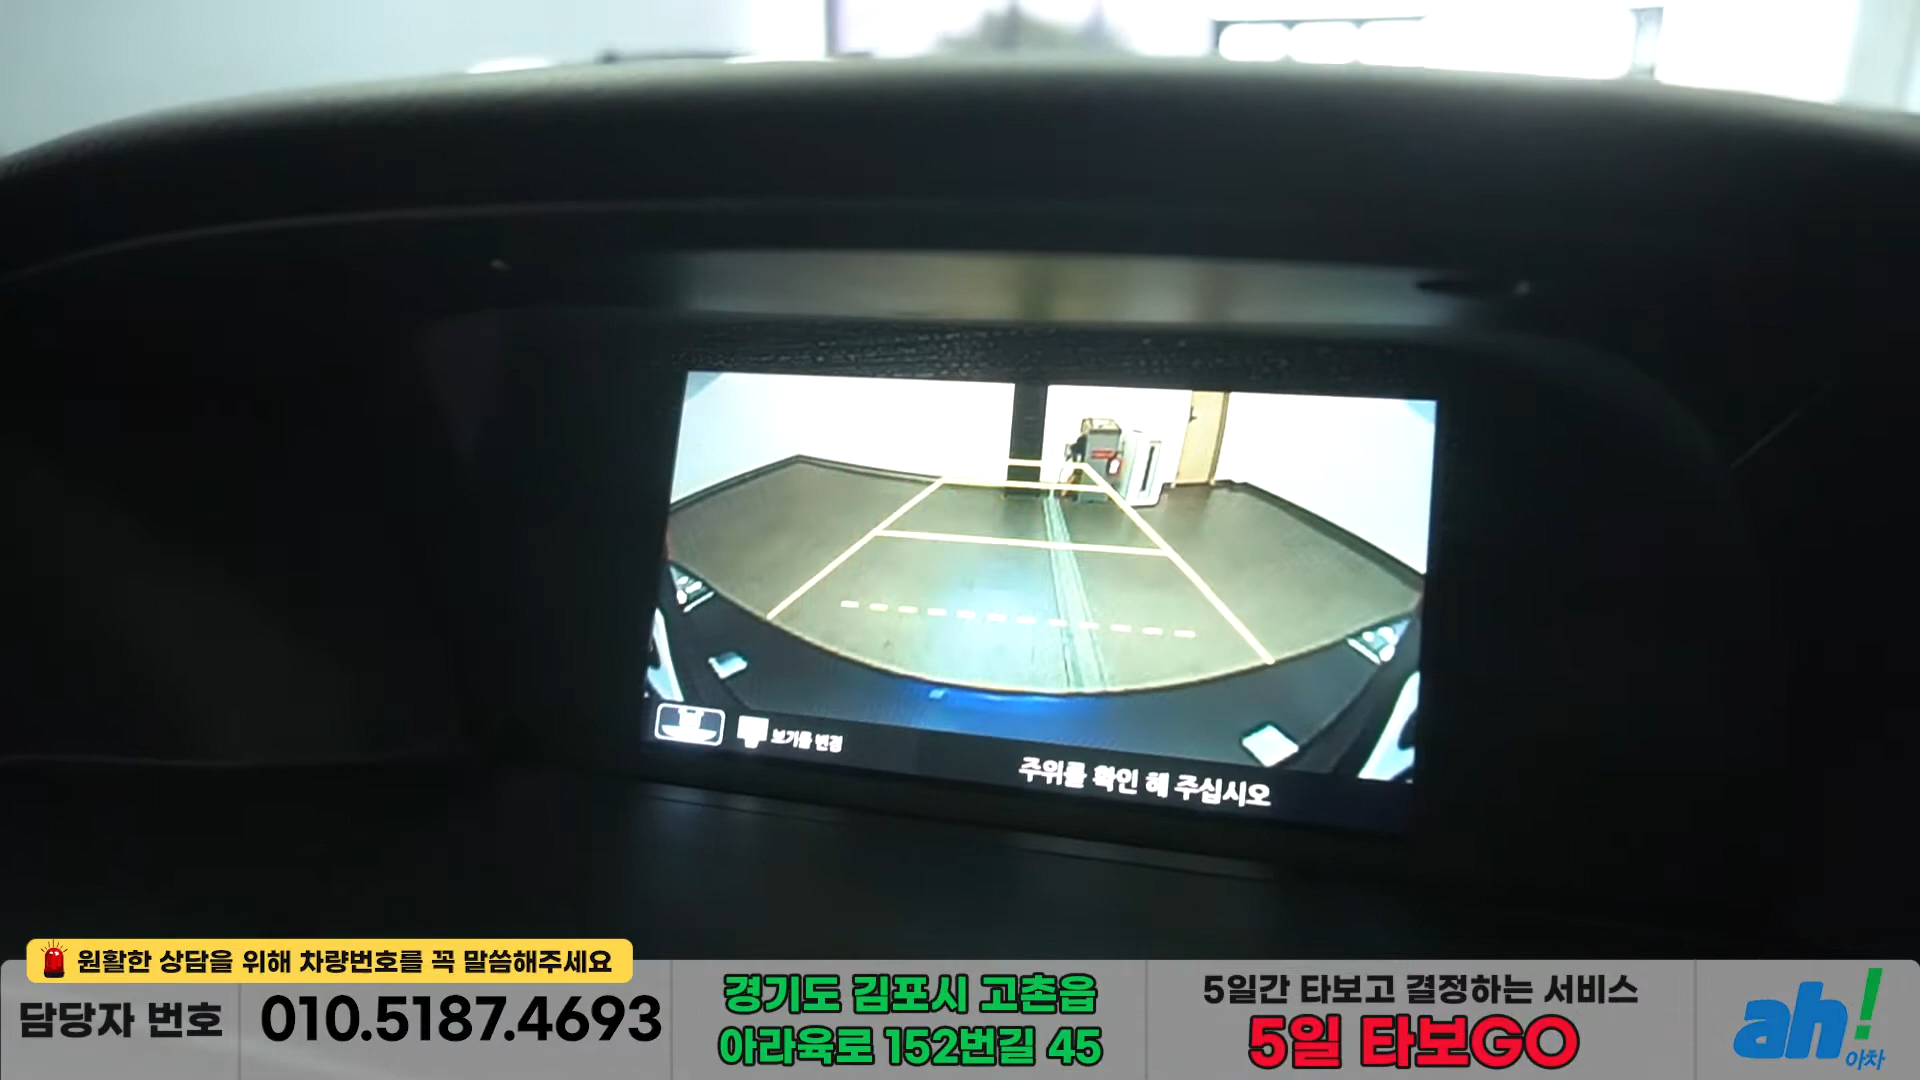 보기를 변경
주위를 확인 해 주십시오
원활한 상담을 위해 차량번호를 꼭 말씀해주세요
담당자 번호
010.5187.4693
경기도 김포시 고촌읍
아라육로 152번길 45
5일간 타보고 결정하는 서비스
5일 타보GO
ah!
아차